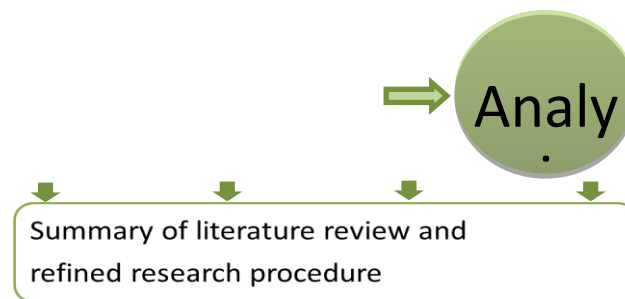 Analy
.
Summary of literature review and
refined research procedure